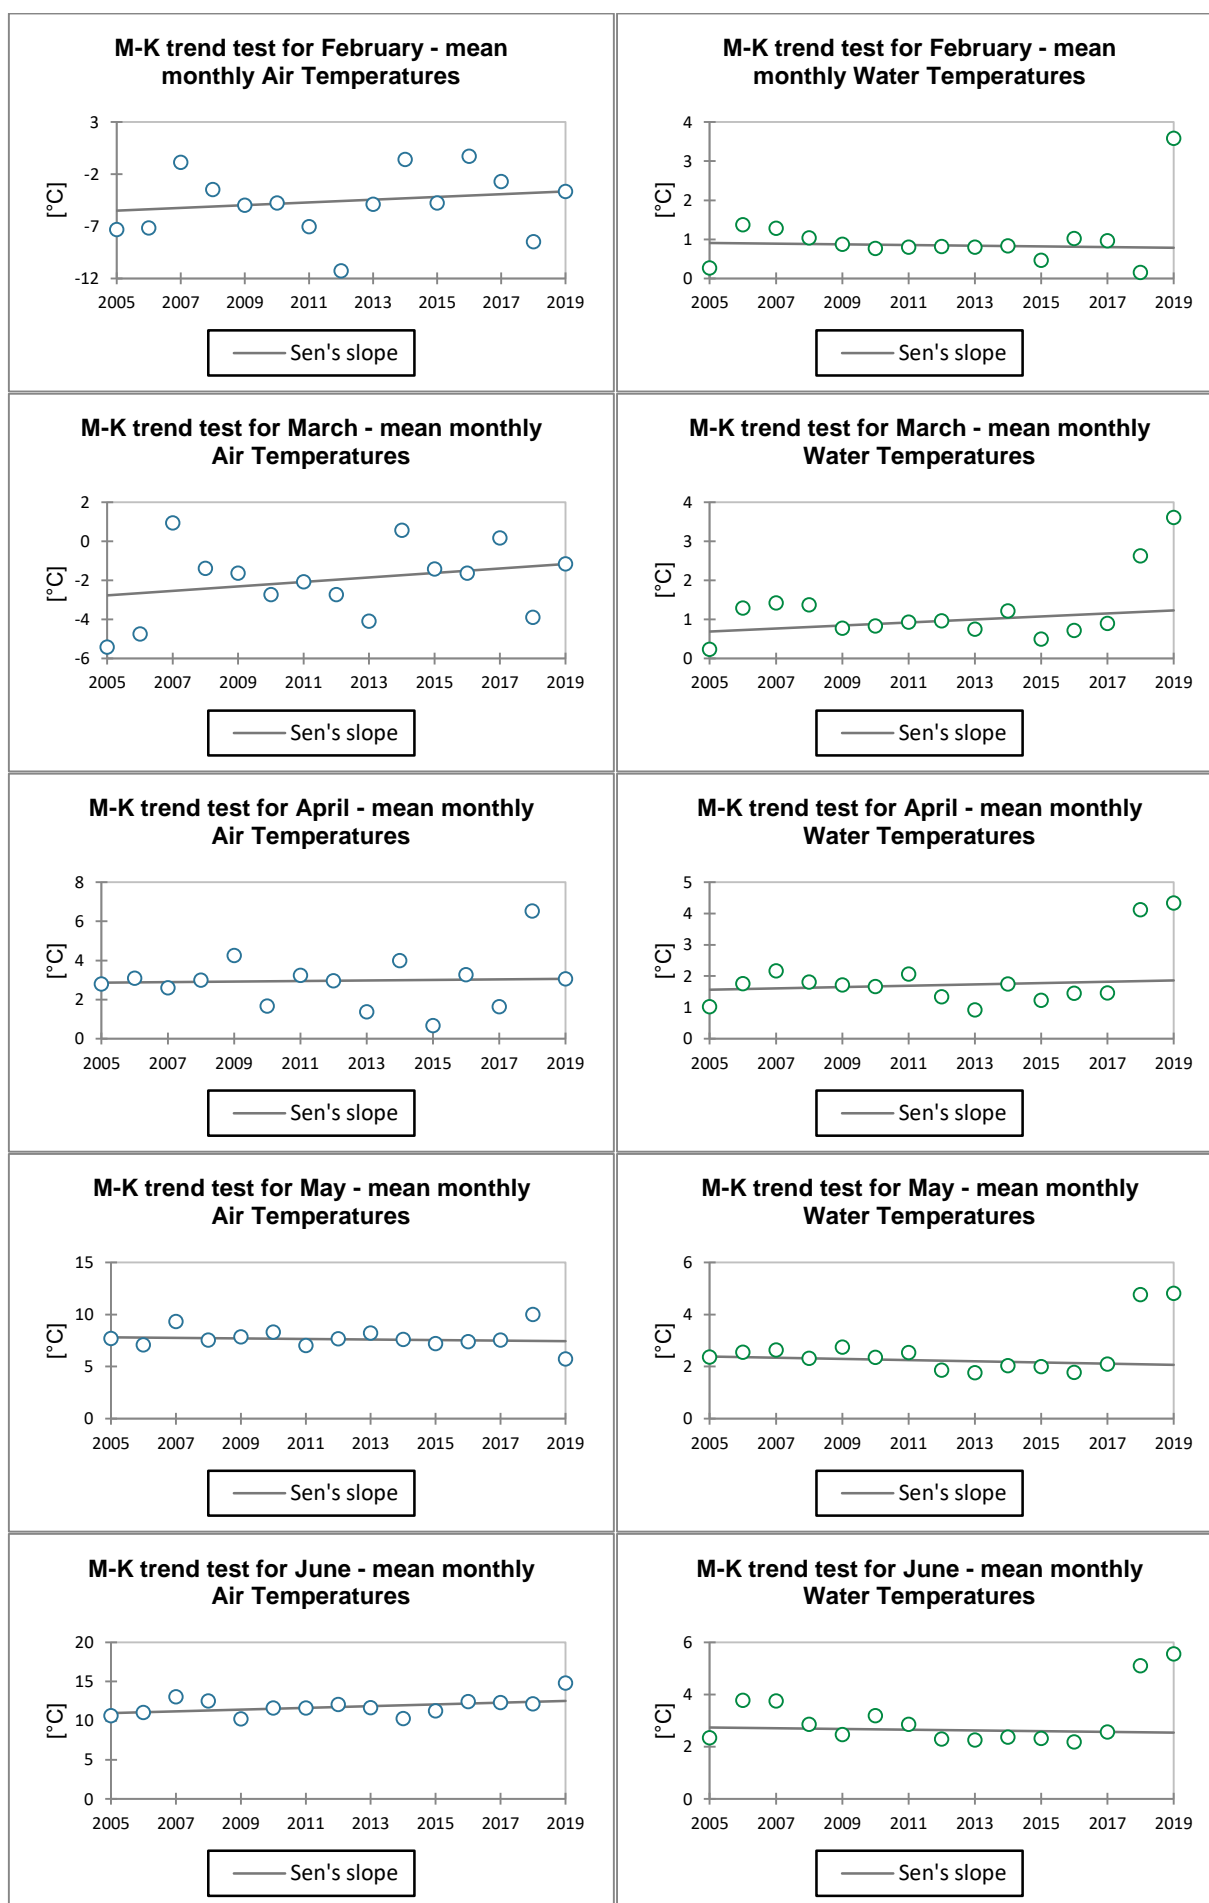 M-K trend test for February - mean
monthly Air Temperatures
[°C]
3
-2
-7
-12
2005 2007 2009 2011 2013 2015 2017 2019
Sen's slope
M-K trend test for February - mean
monthly Water Temperatures
[°C]
4
3
2
1
0
2005 2007 2009 2011 2013 2015 2017 2019
Sen's slope
M-K trend test for March - mean monthly
Air Temperatures
[°C]
2
0
-2
-4
-6
2005 2007 2009 2011 2013 2015 2017 2019
Sen's slope
M-K trend test for March - mean monthly
Water Temperatures
[°C]
4
3
2
1
0
2005 2007 2009 2011 2013 2015 2017 2019
Sen's slope
M-K trend test for April - mean monthly
Air Temperatures
[°C]
8
6
4
2
0
2005 2007 2009 2011 2013 2015 2017 2019
Sen's slope
M-K trend test for April - mean monthly
Water Temperatures
[°C]
5
4
3
2
1
0
2005 2007 2009 2011 2013 2015 2017 2019
Sen's slope
M-K trend test for May - mean monthly
Air Temperatures
[°C]
15
10
5
0
2005 2007 2009 2011 2013 2015 2017 2019
Sen's slope
M-K trend test for May - mean monthly
Water Temperatures
[°C]
6
4
2
0
2005 2007 2009 2011 2013 2015 2017 2019
Sen's slope
M-K trend test for June - mean monthly
Air Temperatures
[°C]
20
15
10
5
0
2005 2007 2009 2011 2013 2015 2017 2019
Sen's slope
M-K trend test for June - mean monthly
Water Temperatures
[°C]
6
4
2
0
2005 2007 2009 2011 2013 2015 2017 2019
Sen's slope